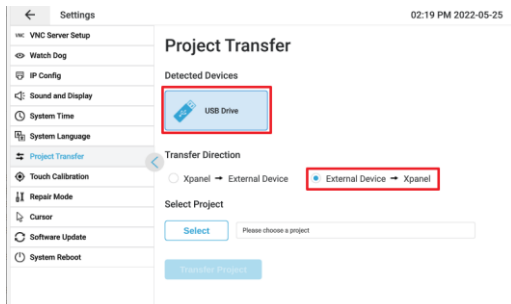 Settings
02:19 PM 2022-05-25
VNC VNC Server Setup
Watch Dog
IP Config
Sound and Display
System Time
System Language
Project Transfer
Touch Calibration
Repair Mode
Cursor
Software Update
System Reboot
Project Transfer
Detected Devices
USB Drive
Transfer Direction
Xpanel → External Device
External Device → Xpanel
Select Project
Select
Please choose a project
Transfer Project